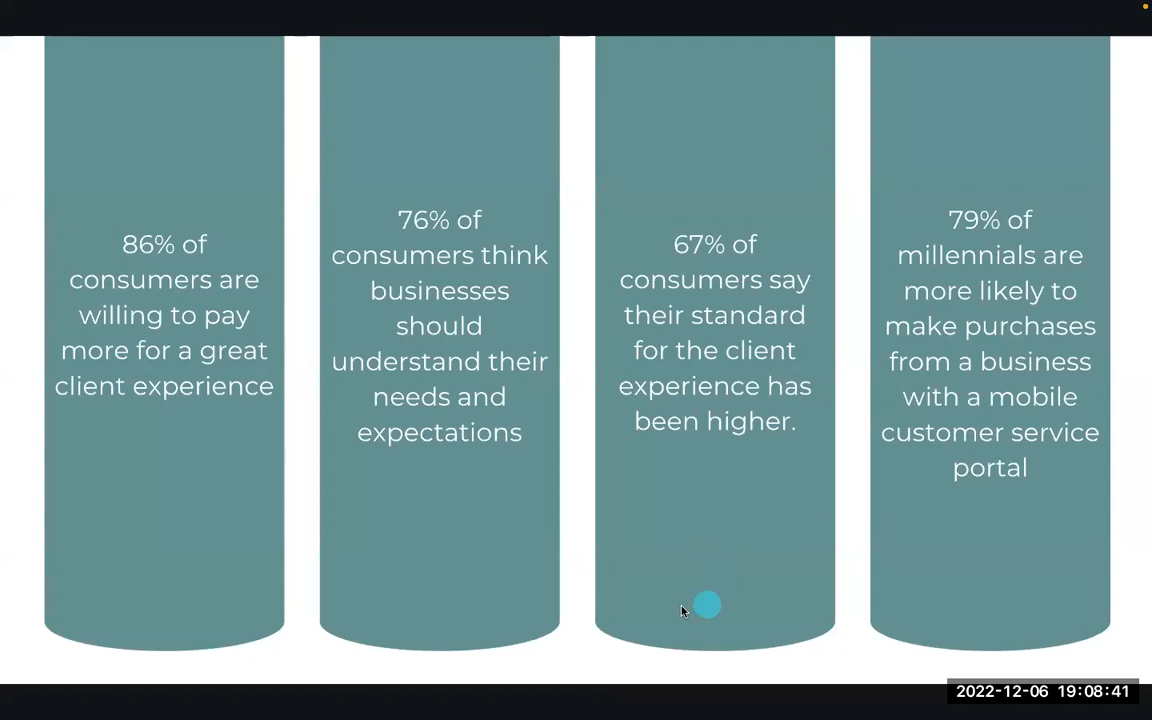 86% of
consumers are
willing to pay
more for a great
client experience
76% of
consumers think
businesses
should
understand their
needs and
expectations
67% of
consumers say
their standard
for the client
experience has
been higher.
79% of
millennials are
more likely to
make purchases
from a business
with a mobile
customer service
portal
2022-12-06 19:08:41